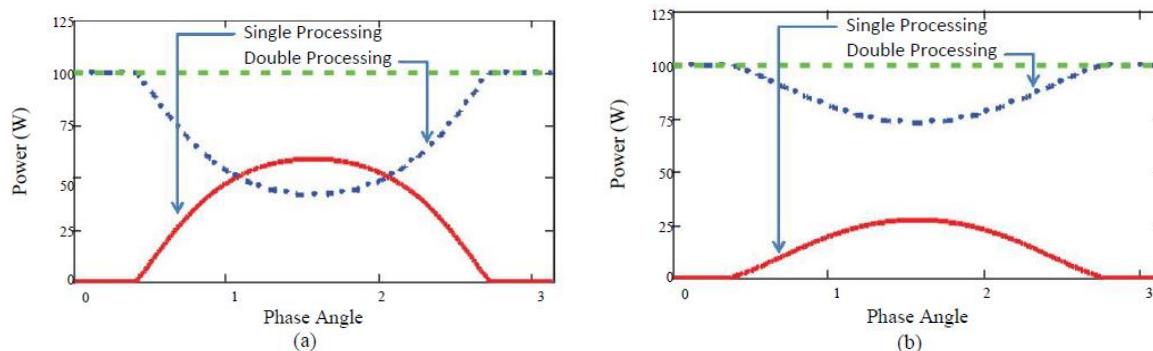 125
Single Processing
Double Processing
100
75
50
25
0
Power (W)
0 1 2 3
Phase Angle
(a)
125
Single Processing
Double Processing
100
75
50
25
0
Power (W)
0 1 2 3
Phase Angle
(b)